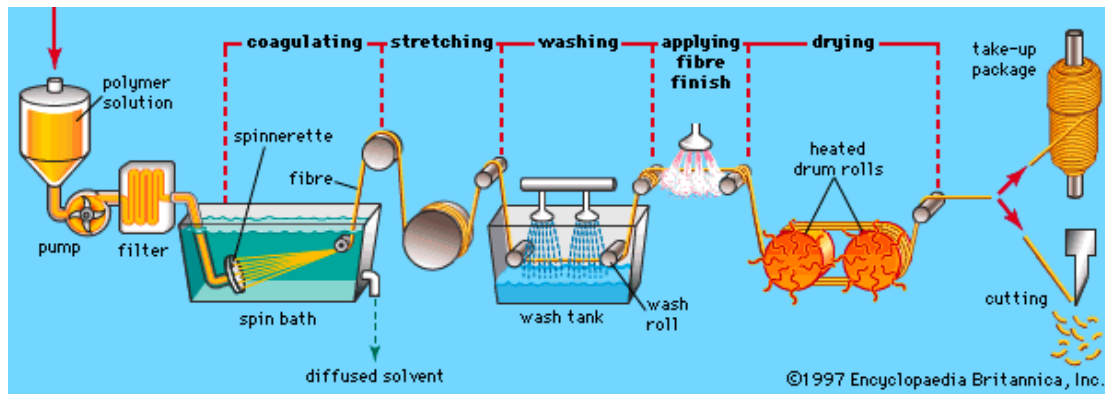 coagulating
stretching
washing
applying
fibre
finish
drying
take-up
package
polymer
solution
spinnerette
fibre
heated
drum rolls
pump
filter
spin bath
wash tank
wash
roll
cutting
diffused solvent
©1997 Encyclopaedia Britannica, Inc.